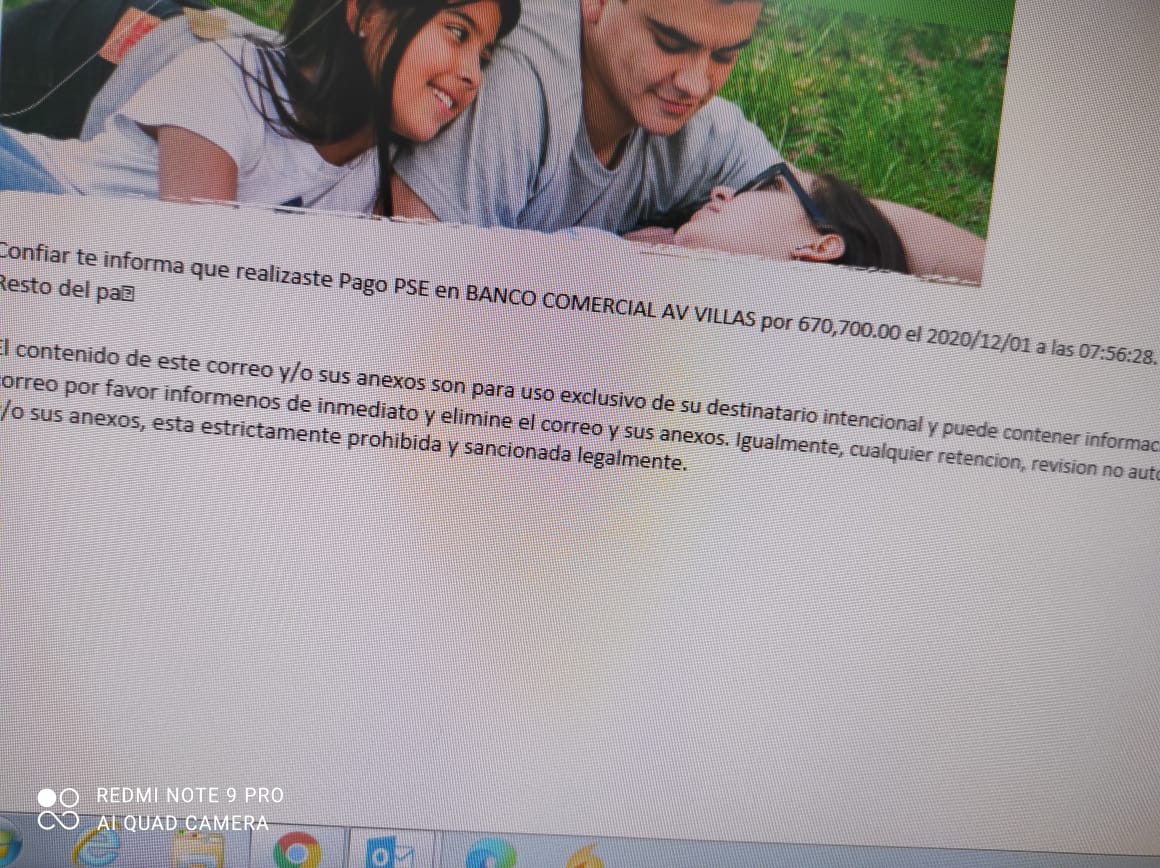 Confiar te informa que realizaste Pago PSE en BANCO COMERCIAL AV VILLAS por 670,700.00 el 2020/12/01 a las 07:56:28.
Resto del pa
El contenido de este correo y/o sus anexos son para uso exclusivo de su destinatario intencional y puede contener informac
correo por favor informenos de inmediato y elimine el correo y sus anexos. Igualmente, cualquier retencion, revision no auto
y/o sus anexos, esta estrictamente prohibida y sancionada legalmente.
REDMI NOTE 9 PRO
AI QUAD CAMERA